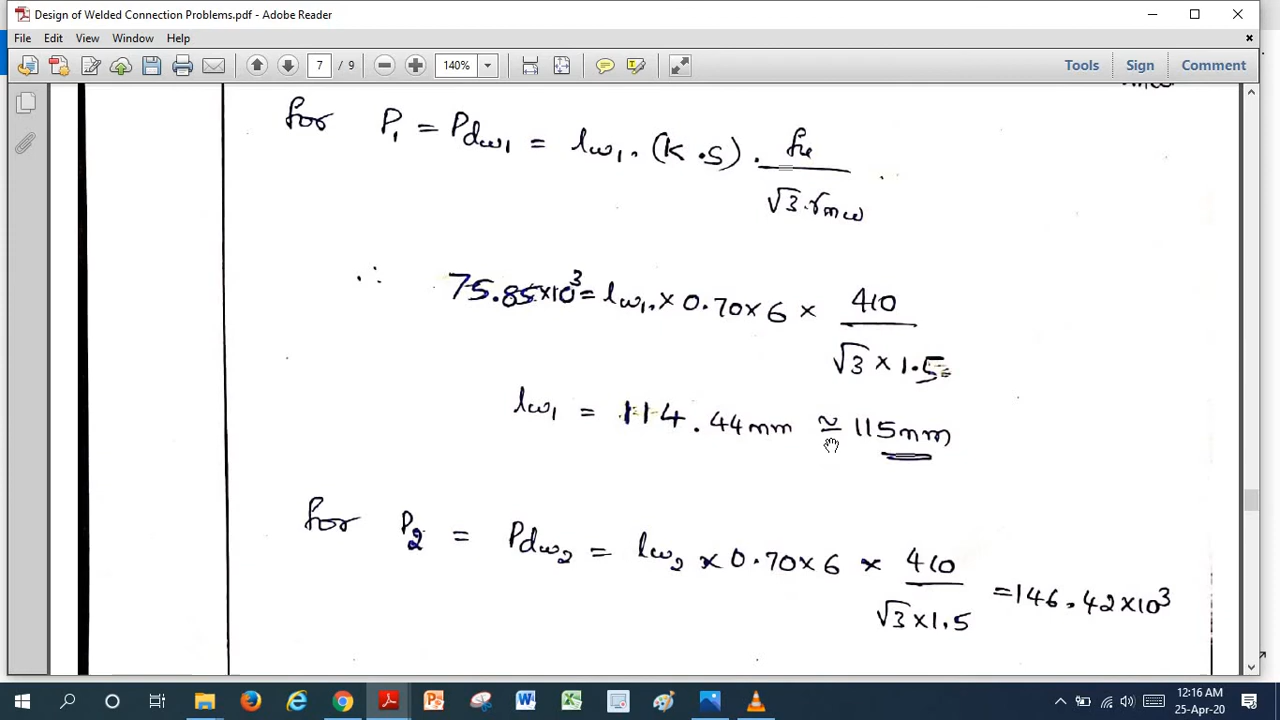 Design of Welded Connection Problems.pdf - Adobe Reader
File Edit View Window Help
7 / 9 140% Tools Sign Comment
for P₁ = Pdw₁ = lw₁ . (K . S) . fu / √3 . γmw
∴ 75.85×10³ = lw₁ . × 0.70 × 6 × 410 / √3 × 1.5
lw₁ = 114.44mm ≃ 115mm
for P₂ = Pdw₂ = lw₂ × 0.70 × 6 × 410 / √3 × 1.5 = 146.42×10³
12:16 AM
25-Apr-20